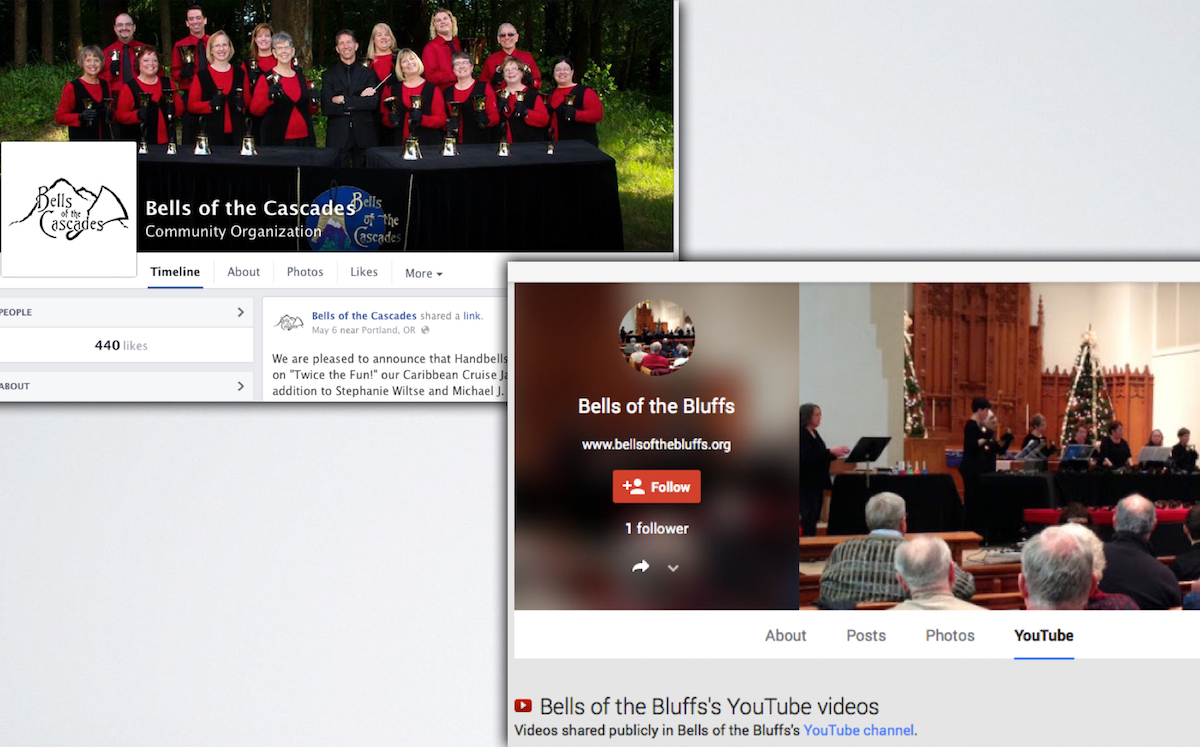 Bells
of the
Cascades
Bells of the Cascades
Community Organization
Bells
of the
Cascades
Timeline About Photos Likes More
PEOPLE
440 likes
ABOUT
Bells of the Cascades shared a link.
May 6 near Portland, OR
We are pleased to announce that Handbells
on "Twice the Fun!" our Caribbean Cruise Ja
addition to Stephanie Wiltse and Michael J.
Bells of the Bluffs
www.bellsofthebluffs.org
Follow
1 follower
About Posts Photos YouTube
Bells of the Bluffs's YouTube videos
Videos shared publicly in Bells of the Bluffs's YouTube channel.